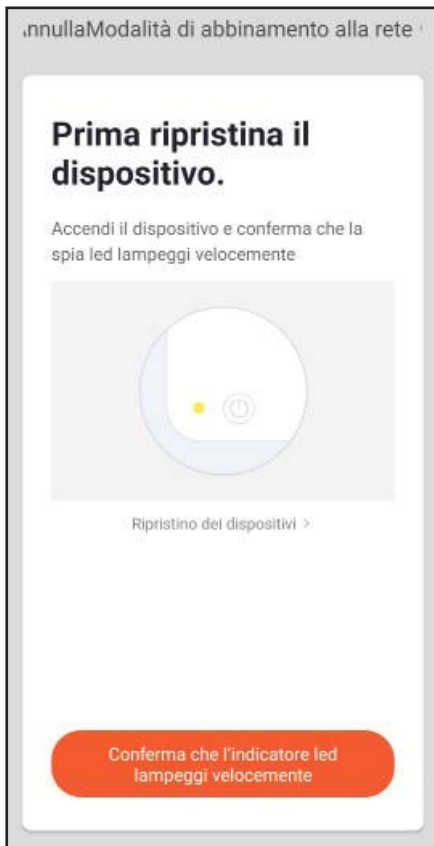 nnullaModalità di abbinamento alla rete
Prima ripristina il
dispositivo.
Accendi il dispositivo e conferma che la
spia led lampeggi velocemente
Ripristino dei dispositivi >
Conferma che l'indicatore led
lampeggi velocemente